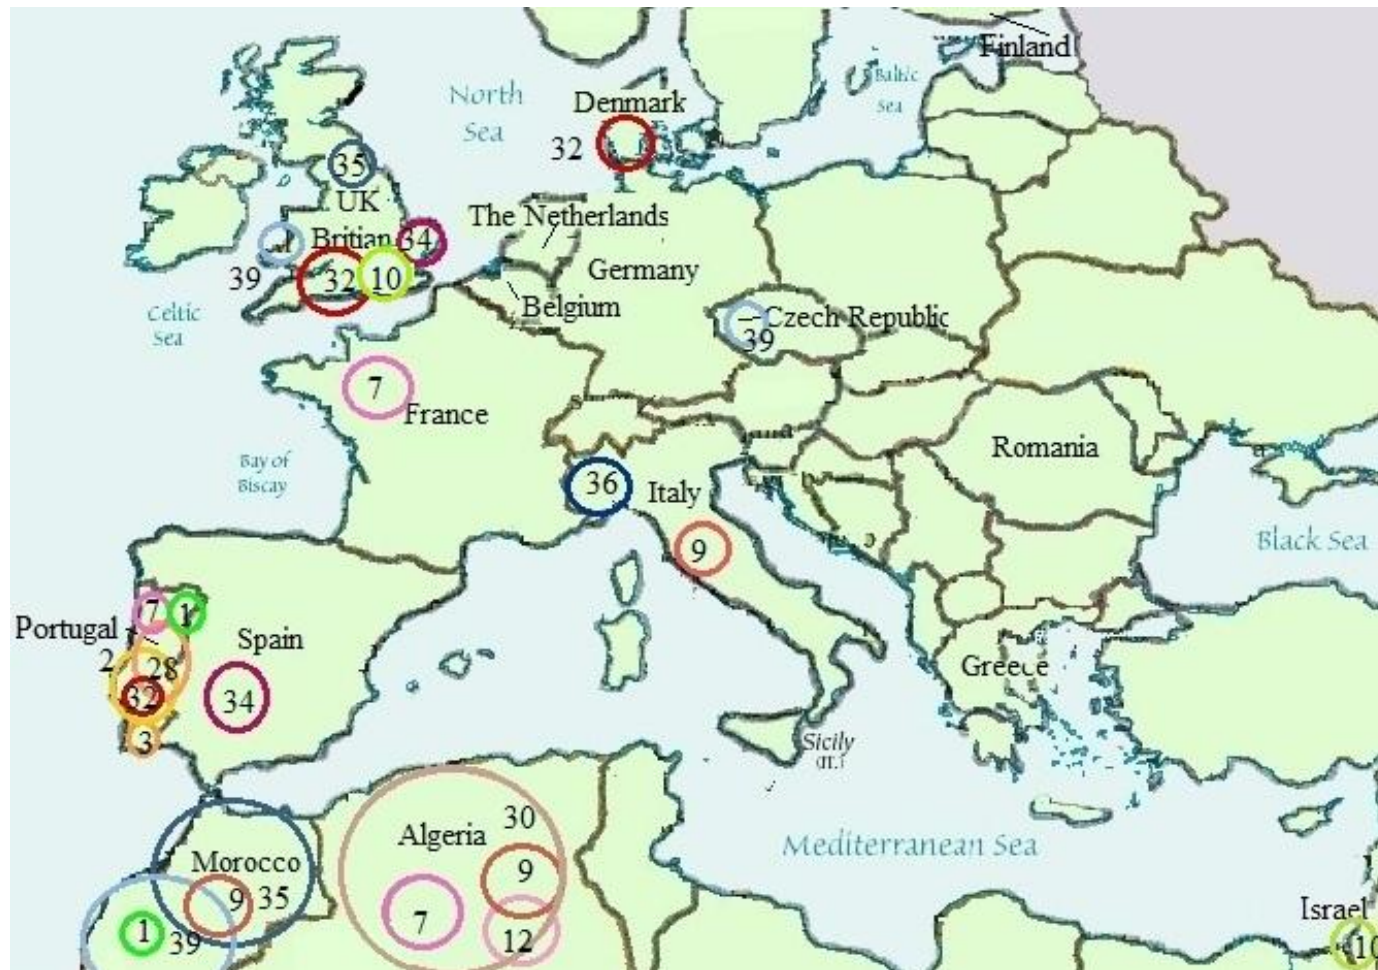 Finland
North
Sea
Baltic
Sea
Denmark
32
35
UK
The Netherlands
Britian
34
39
32
10
Germany
Belgium
Celtic
Sea
Czech Republic
39
7
France
Romania
Bay of
Biscay
36
Italy
9
Black Sea
7
1
Portugal
Spain
2
28
32
34
3
Greece
Sicily
(IT.)
30
Algeria
Mediterranean Sea
Morocco
9
35
9
7
1
39
12
Israel
10